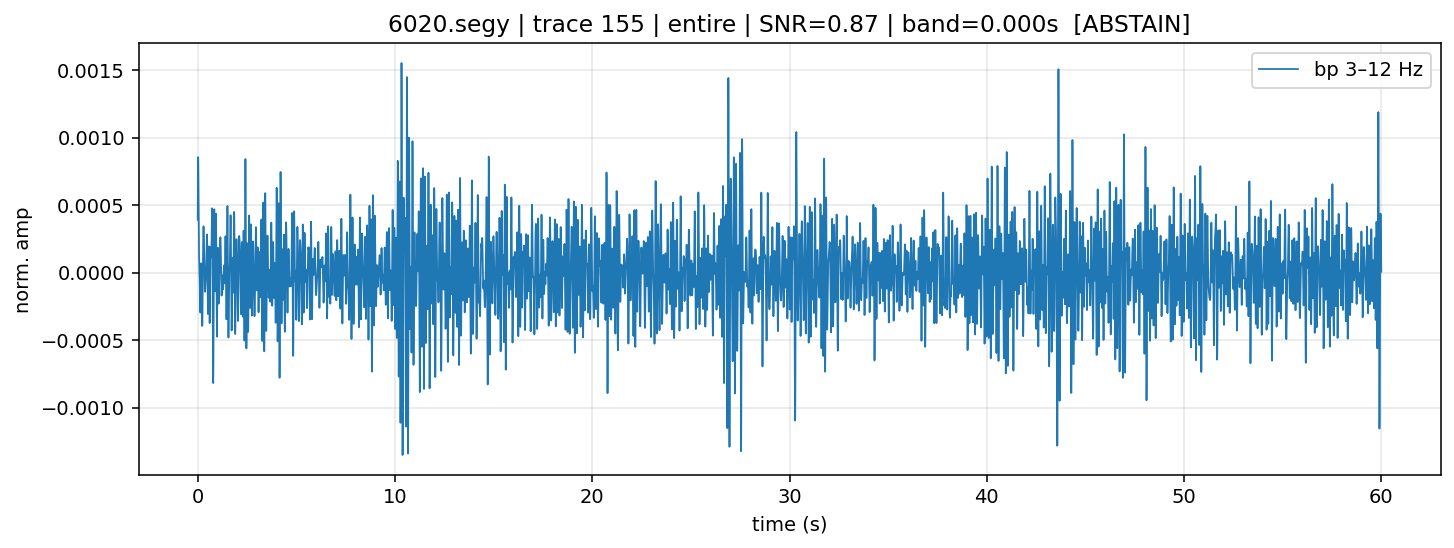 6020.segy | trace 155 | entire | SNR=0.87 | band=0.000s  [ABSTAIN]
bp 3–12 Hz
0.0015
0.0010
0.0005
0.0000
−0.0005
−0.0010
norm. amp
0 10 20 30 40 50 60
time (s)